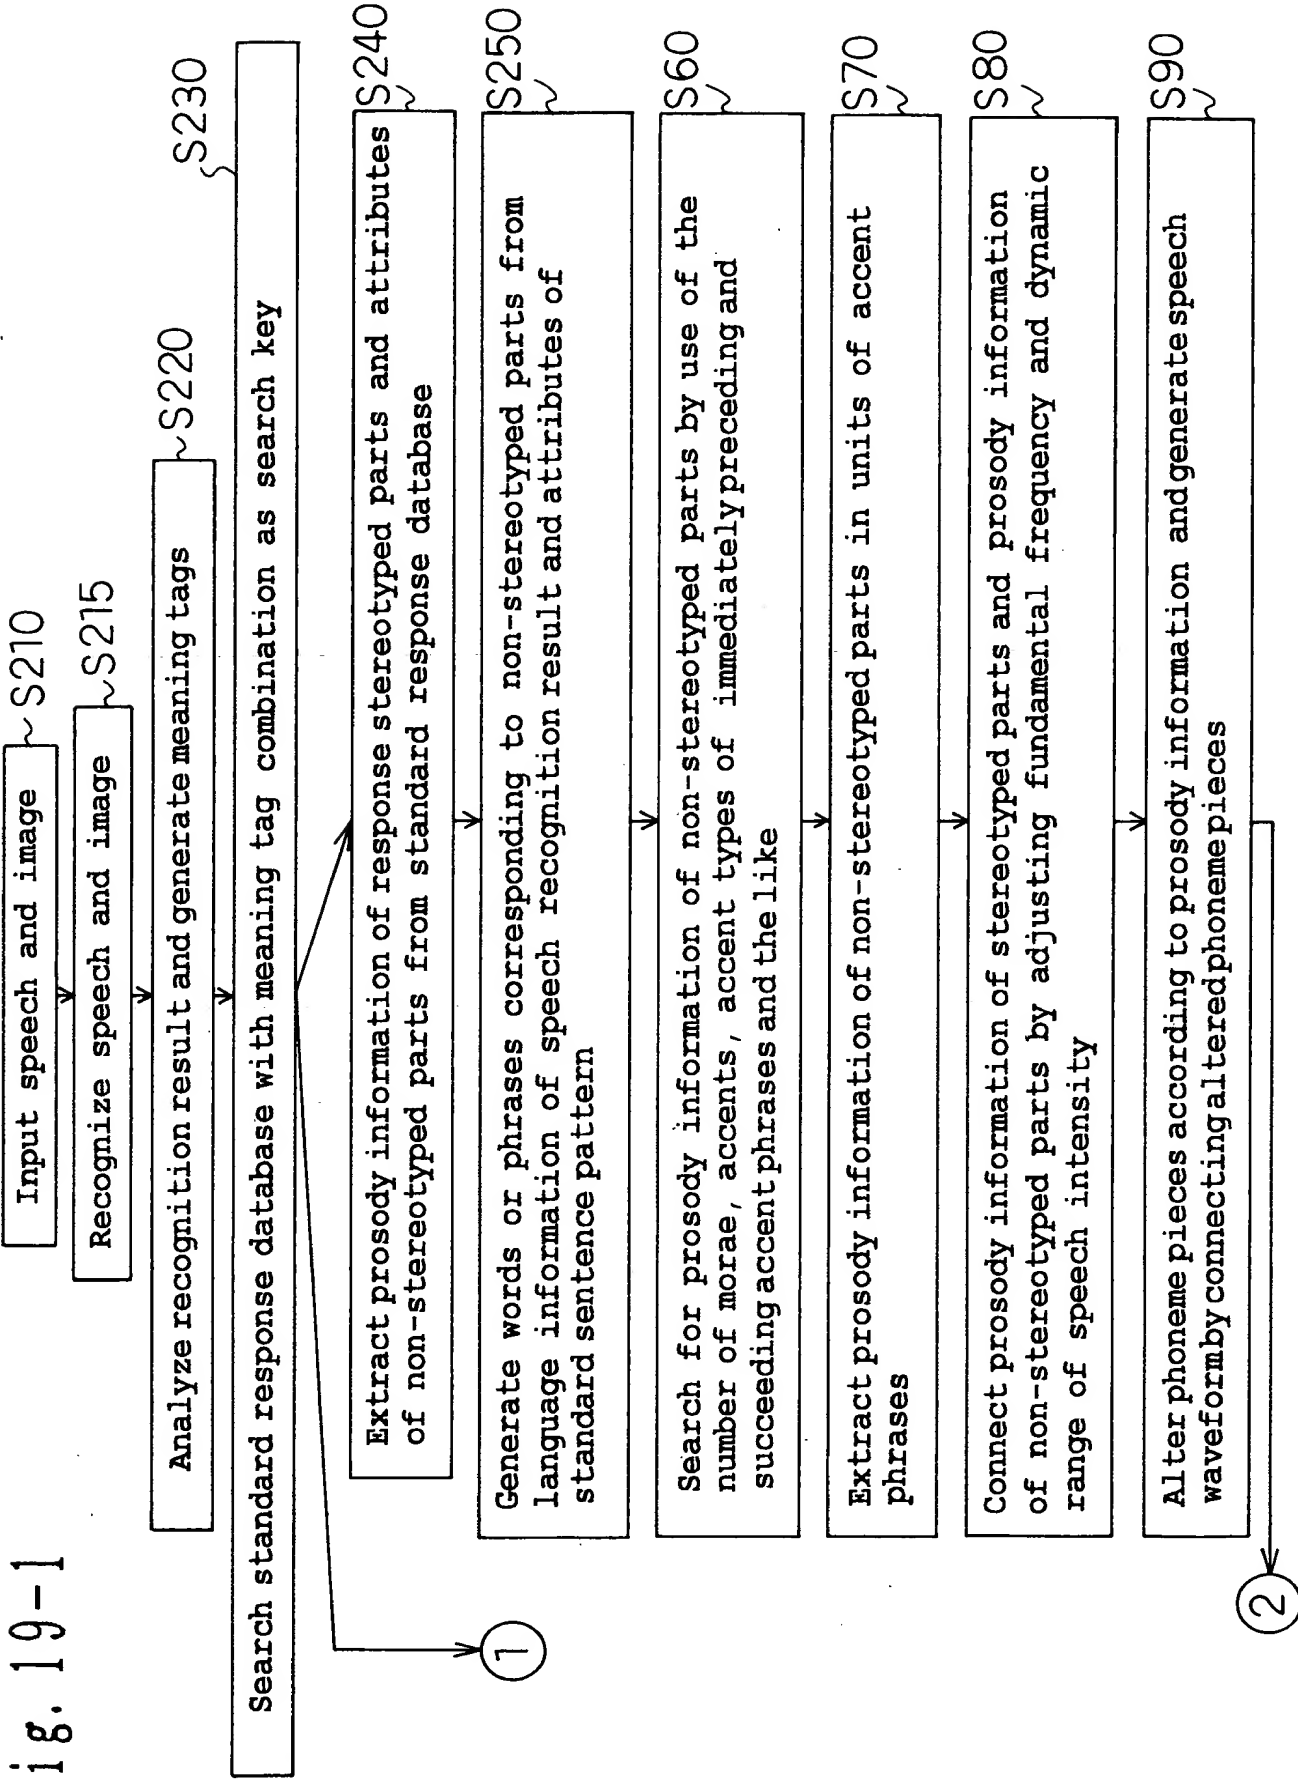 ig. 19-1
Input speech and image
S210
Recognize speech and image
S215
Analyze recognition result and generate meaning tags
S220
Search standard response database with meaning tag combination as search key
S230
Extract prosody information of response stereotyped parts and attributes
of non-stereotyped parts from standard response database
S240
Generate words or phrases corresponding to non-stereotyped parts from
language information of speech recognition result and attributes of
standard sentence pattern
S250
Search for prosody information of non-stereotyped parts by use of the
number of morae, accents, accent types of immediately preceding and
succeeding accent phrases and the like
S60
Extract prosody information of non-stereotyped parts in units of accent
phrases
S70
Connect prosody information of stereotyped parts and prosody information
of non-stereotyped parts by adjusting fundamental frequency and dynamic
range of speech intensity
S80
Alter phoneme pieces according to prosody information and generate speech
waveform by connecting altered phoneme pieces
S90
1
2